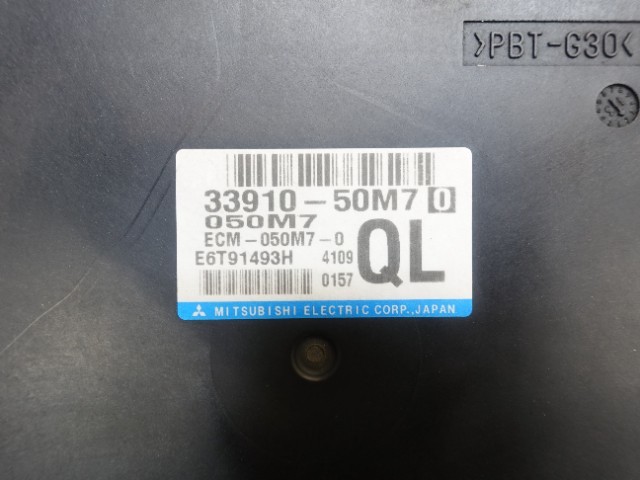 >PBT-G30<
33910-50M7 0
050M7
ECM-050M7-0
E6T91493H 4109
QL
0157
MITSUBISHI ELECTRIC CORP., JAPAN